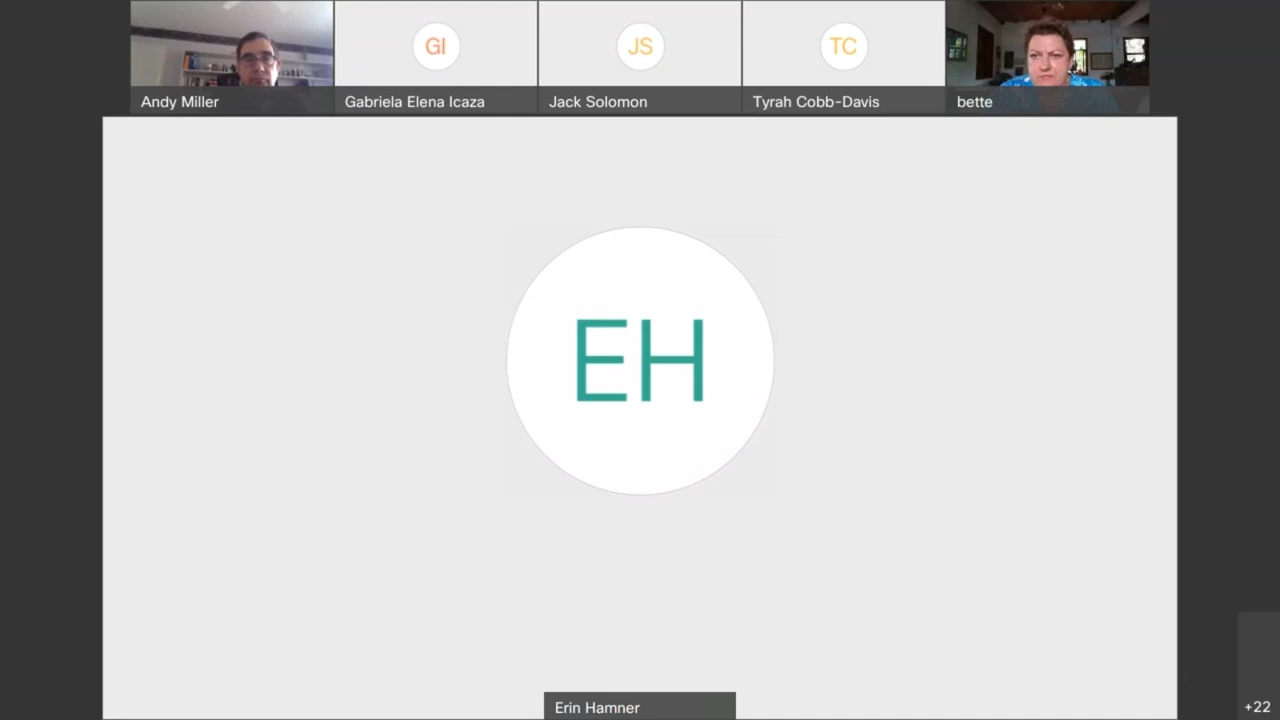 GI
JS
TC
Andy Miller
Gabriela Elena Icaza
Jack Solomon
Tyrah Cobb-Davis
bette
EH
Erin Hamner
+22